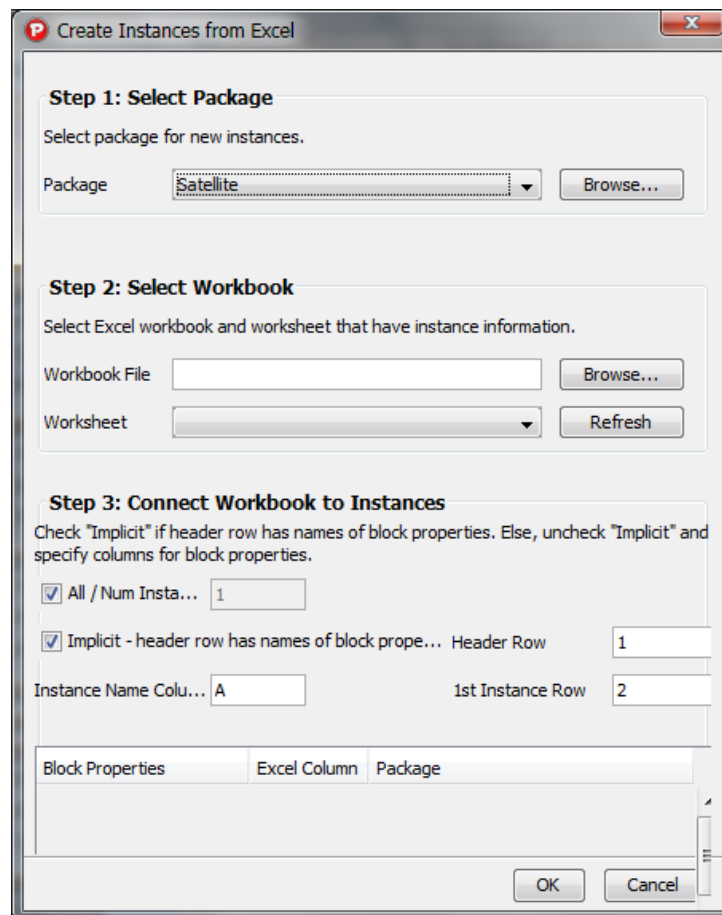 P Create Instances from Excel X
Step 1: Select Package
Select package for new instances.
Package Satellite Browse...
Step 2: Select Workbook
Select Excel workbook and worksheet that have instance information.
Workbook File Browse...
Worksheet Refresh
Step 3: Connect Workbook to Instances
Check "Implicit" if header row has names of block properties. Else, uncheck "Implicit" and
specify columns for block properties.
All / Num Insta... 1
Implicit - header row has names of block prope... Header Row 1
Instance Name Colu... A 1st Instance Row 2
Block Properties Excel Column Package
OK Cancel